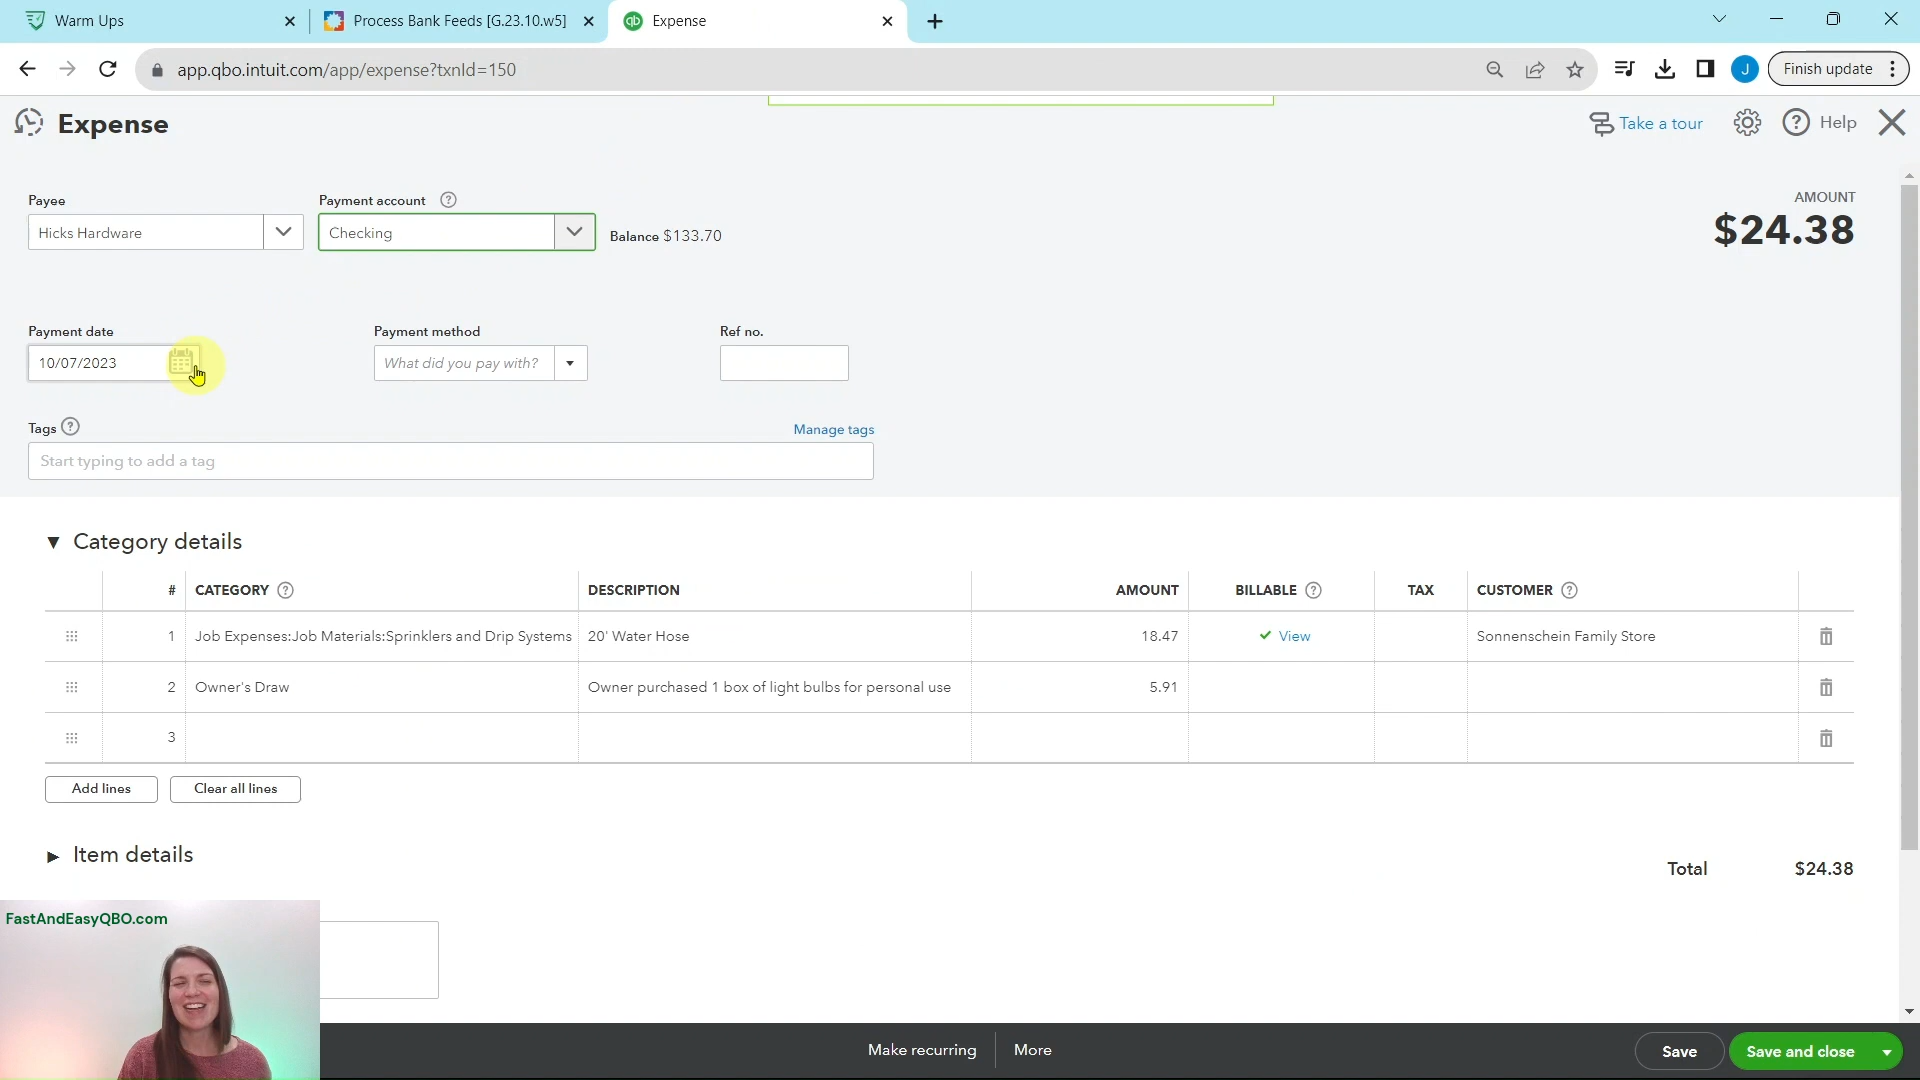 Warm Ups
Process Bank Feeds [G.23.10.w5]
Expense
app.qbo.intuit.com/app/expense?txnId=150
J
Finish update
Expense
Take a tour
Help
Payee
Payment account
AMOUNT
Hicks Hardware
Checking
Balance $133.70
$24.38
Payment date
Payment method
Ref no.
10/07/2023
What did you pay with?
Tags
Manage tags
Start typing to add a tag
Category details
# CATEGORY DESCRIPTION AMOUNT BILLABLE TAX CUSTOMER
1 Job Expenses:Job Materials:Sprinklers and Drip Systems 20' Water Hose 18.47 View Sonnenschein Family Store
2 Owner's Draw Owner purchased 1 box of light bulbs for personal use 5.91
3
Add lines
Clear all lines
Item details
Total $24.38
FastAndEasyQBO.com
Make recurring
More
Save
Save and close